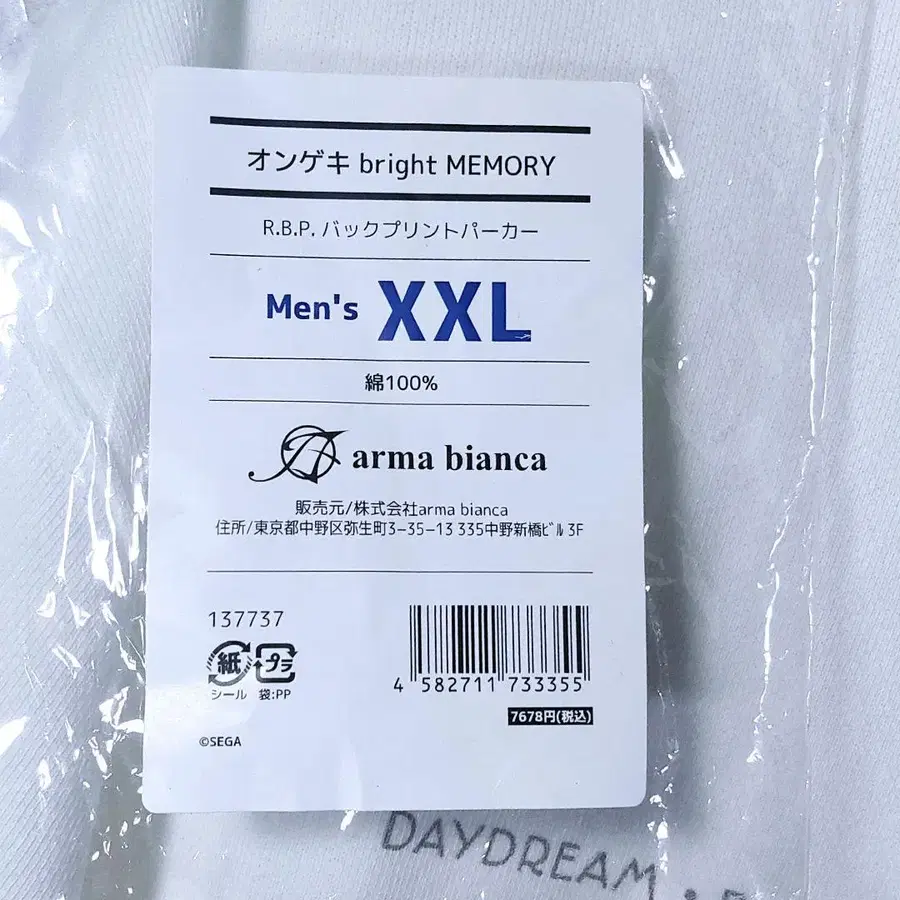 オンゲキ bright MEMORY
R.B.P. バックプリントパーカー
Men's XXL
綿100%
arma bianca
販売元/株式会社arma bianca
住所/東京都中野区弥生町3-35-13 335中野新橋ﾋﾞﾙ 3F
137737
紙 プラ
シール 袋:PP
4 582711 733355
7678円(税込)
©SEGA
DAYDREAM